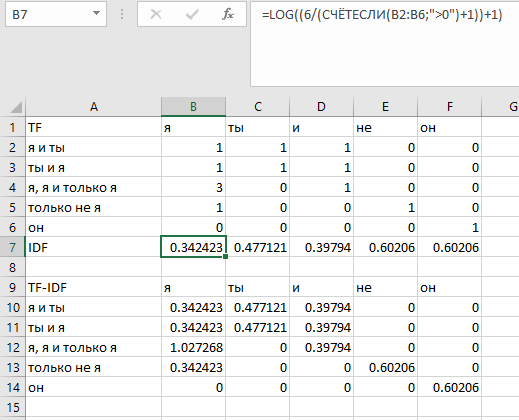 B7 =LOG((6/(СЧЁТЕСЛИ(B2:B6;">0")+1))+1)
A B C D E F G
1 TF я ты и не он
2 я и ты 1 1 1 0 0
3 ты и я 1 1 1 0 0
4 я, я и только я 3 0 1 0 0
5 только не я 1 0 0 1 0
6 он 0 0 0 0 1
7 IDF 0.342423 0.477121 0.39794 0.60206 0.60206
8
9 TF-IDF я ты и не он
10 я и ты 0.342423 0.477121 0.39794 0 0
11 ты и я 0.342423 0.477121 0.39794 0 0
12 я, я и только я 1.027268 0 0.39794 0 0
13 только не я 0.342423 0 0 0.60206 0
14 он 0 0 0 0 0.60206
15